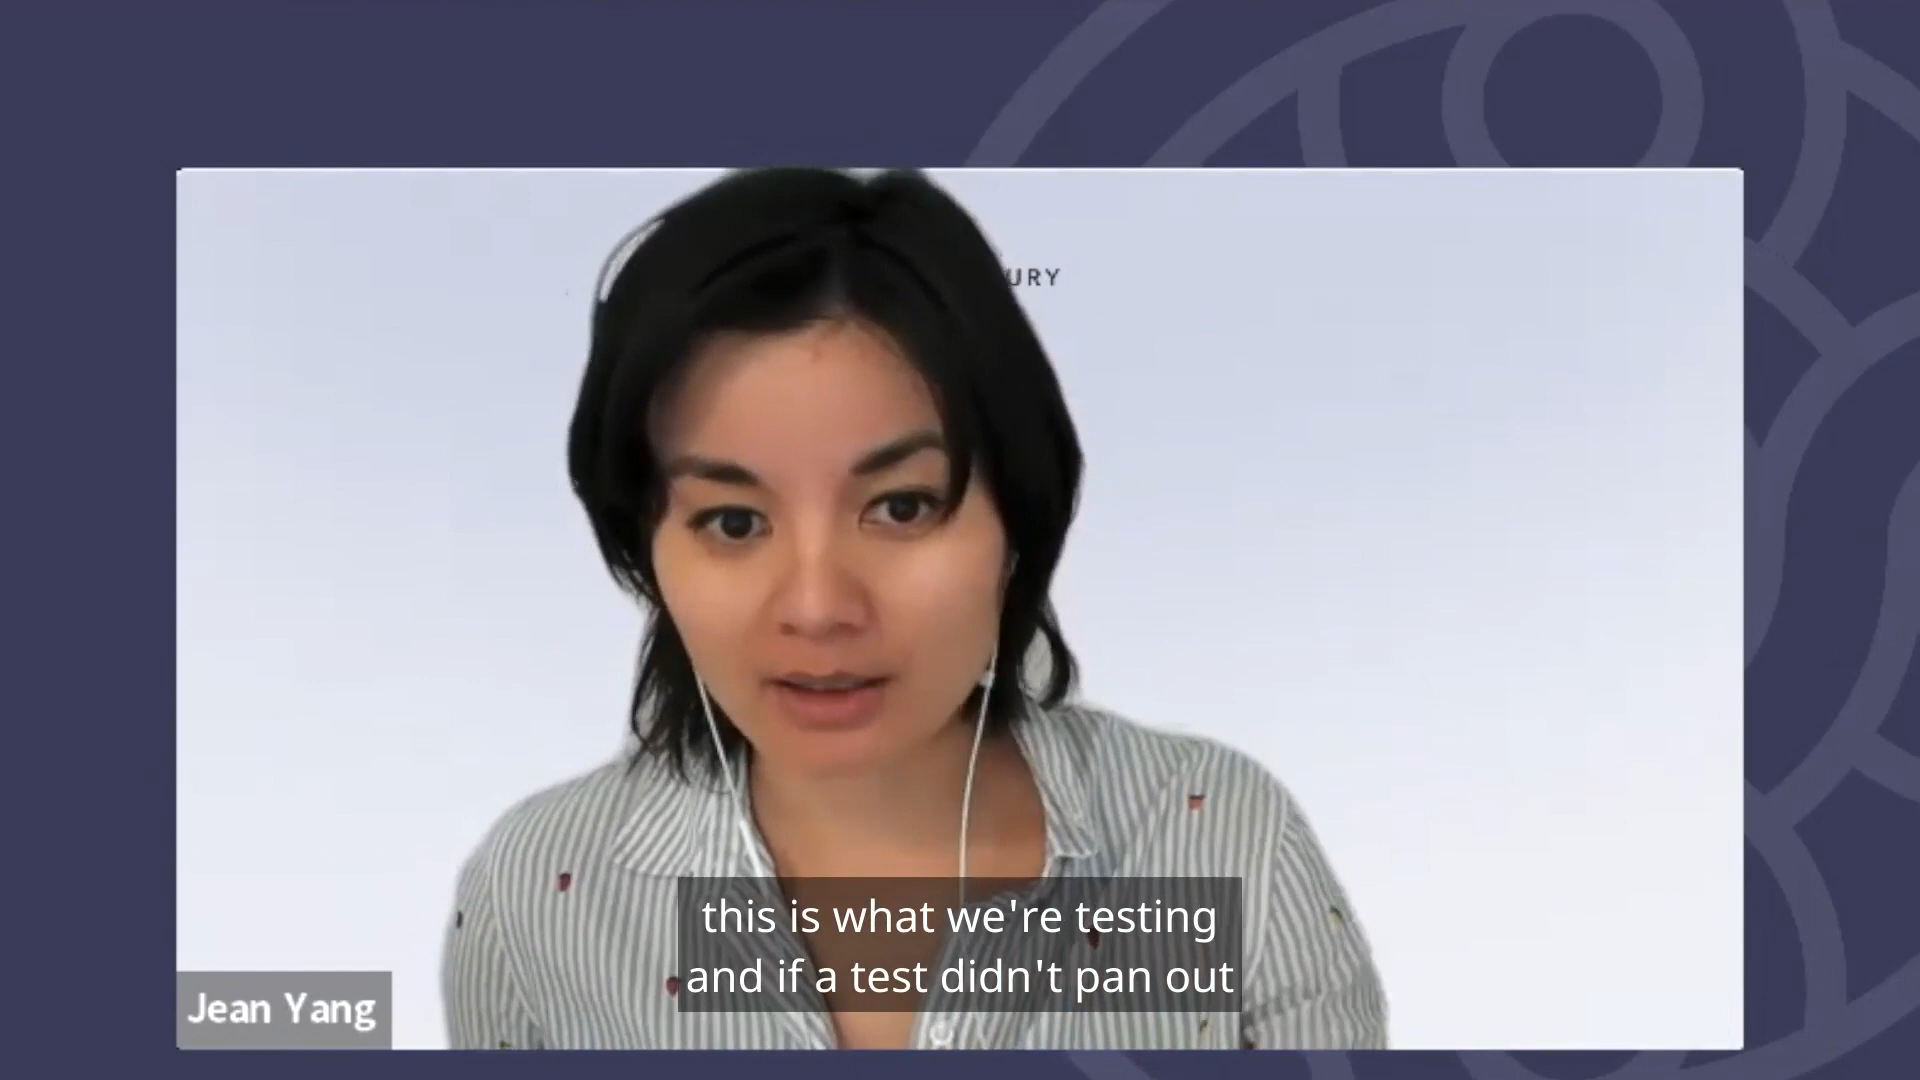 URY
this is what we're testing
and if a test didn't pan out
Jean Yang